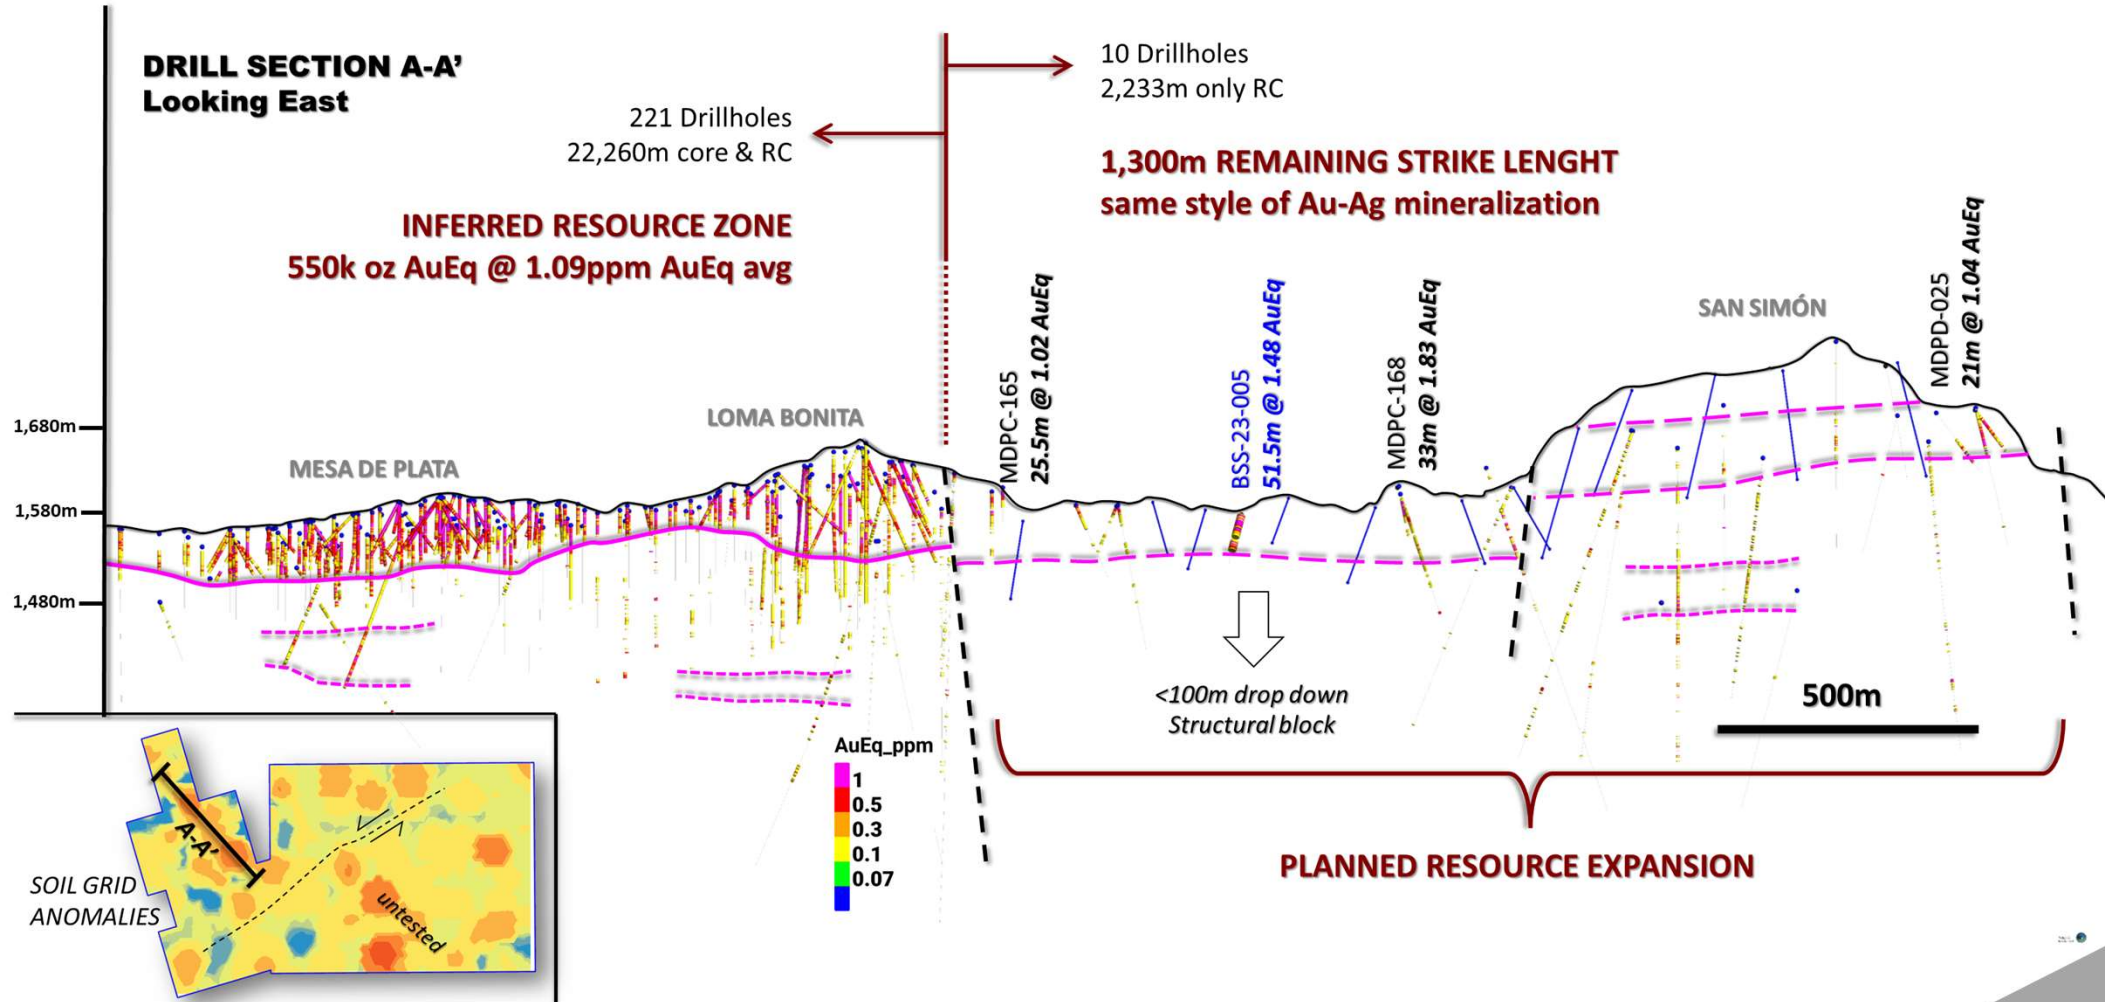 DRILL SECTION A-A’
Looking East
221 Drillholes
22,260m core & RC
INFERRED RESOURCE ZONE
550k oz AuEq @ 1.09ppm AuEq avg
10 Drillholes
2,233m only RC
1,300m REMAINING STRIKE LENGHT
same style of Au-Ag mineralization
1,680m
1,580m
1,480m
MESA DE PLATA
LOMA BONITA
MDPC-165
25.5m @ 1.02 AuEq
BSS-23-005
51.5m @ 1.48 AuEq
MDPC-168
33m @ 1.83 AuEq
SAN SIMÓN
MDPD-025
21m @ 1.04 AuEq
<100m drop down
Structural block
500m
AuEq_ppm
1
0.5
0.3
0.1
0.07
PLANNED RESOURCE EXPANSION
A-A’
SOIL GRID
ANOMALIES
untested